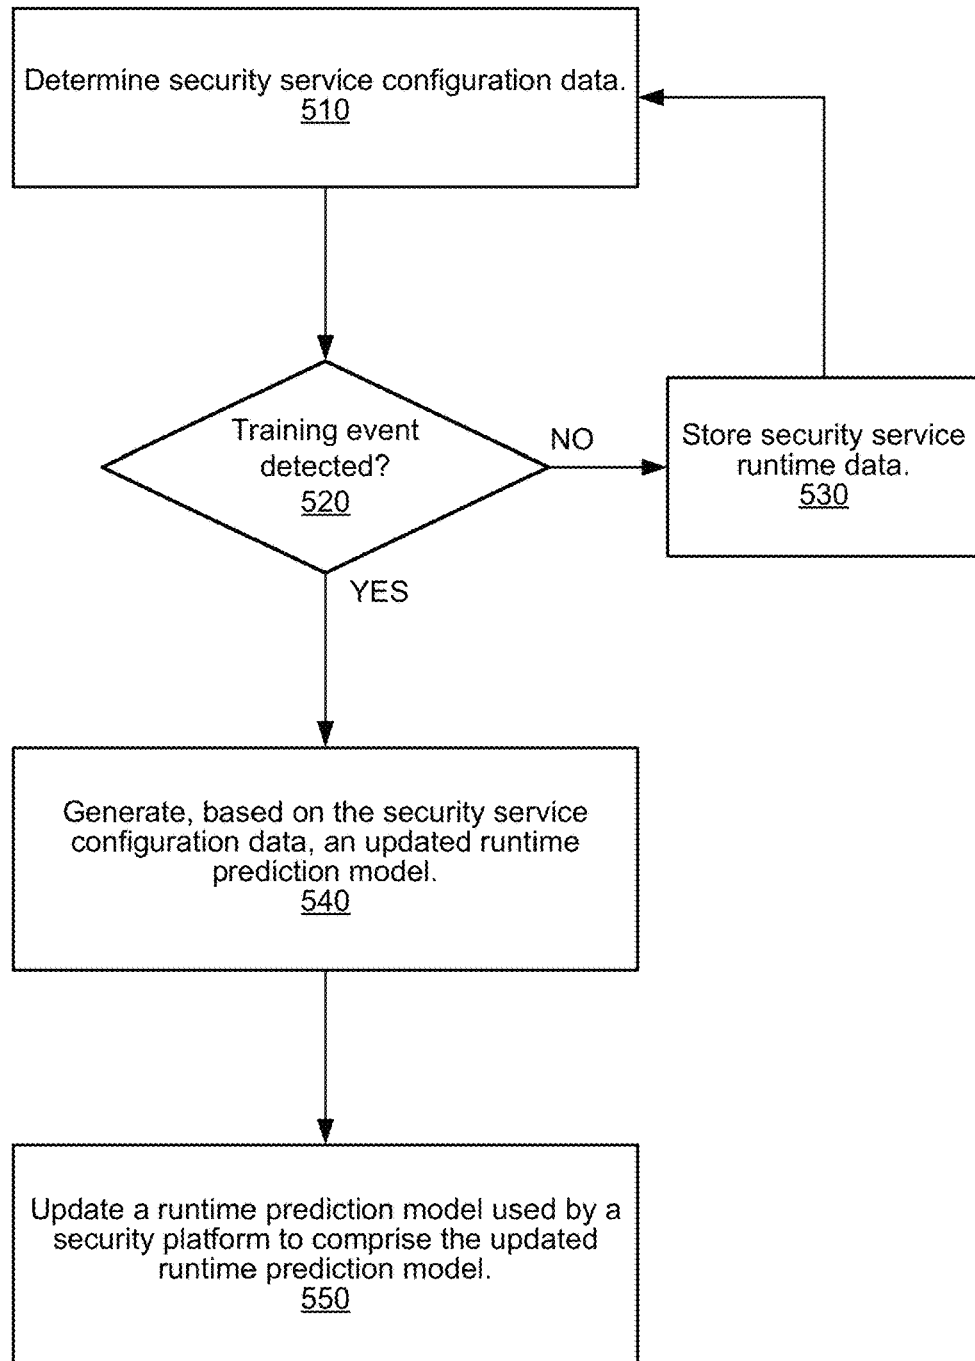 Determine security service configuration data.
510
Training event
detected?
520
NO
Store security service
runtime data.
530
YES
Generate, based on the security service
configuration data, an updated runtime
prediction model.
540
Update a runtime prediction model used by a
security platform to comprise the updated
runtime prediction model.
550